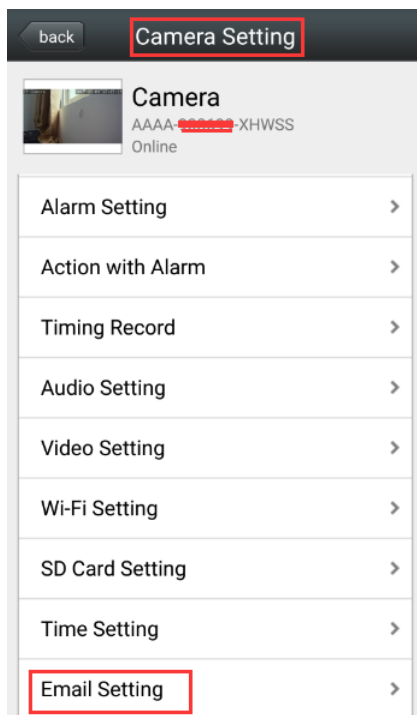 back
Camera Setting
Camera
AAAA-
-XHWSS
Online
Alarm Setting
Action with Alarm
Timing Record
Audio Setting
Video Setting
Wi-Fi Setting
SD Card Setting
Time Setting
Email Setting